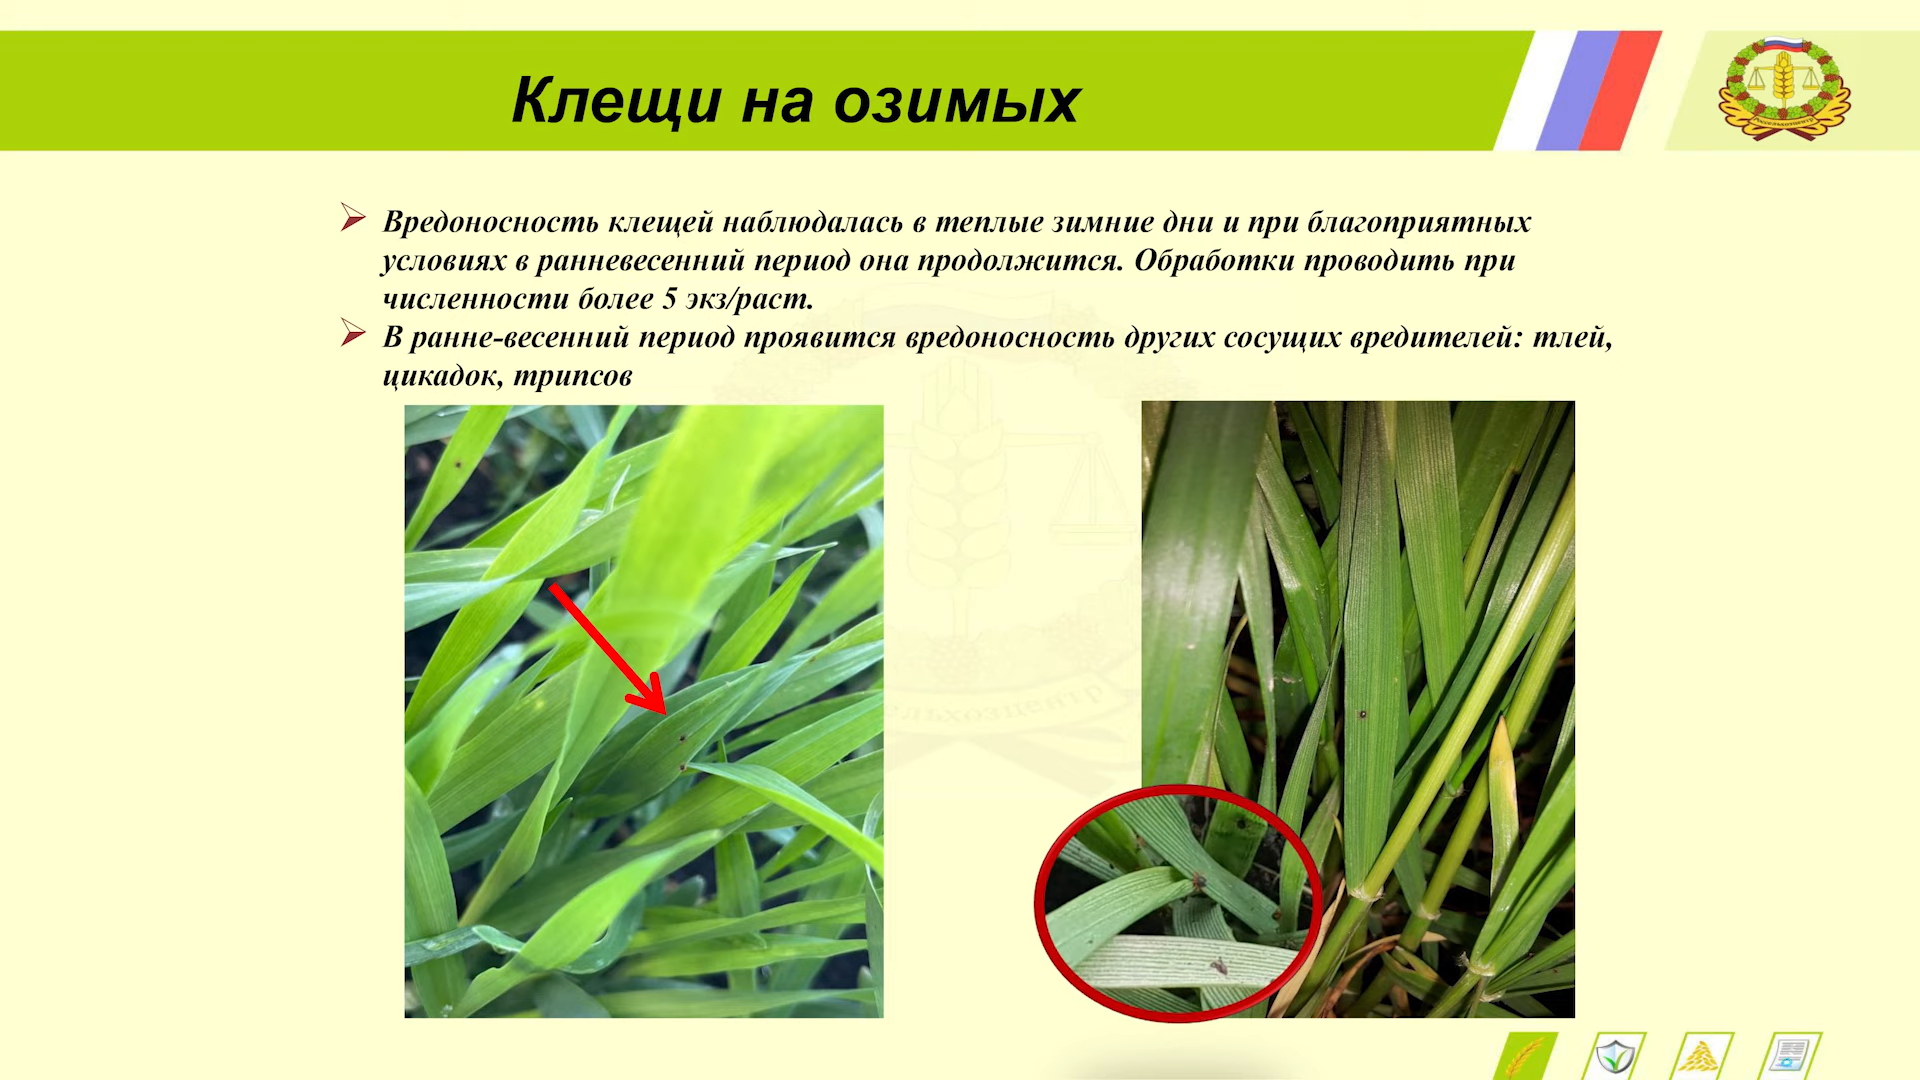 Клещи на озимых
Вредоносность клещей наблюдалась в теплые зимние дни и при благоприятных
условиях в ранневесенний период она продолжится. Обработки проводить при
численности более 5 экз/раст.
В ранне-весенний период проявится вредоносность других сосущих вредителей: тлей,
цикадок, трипсов